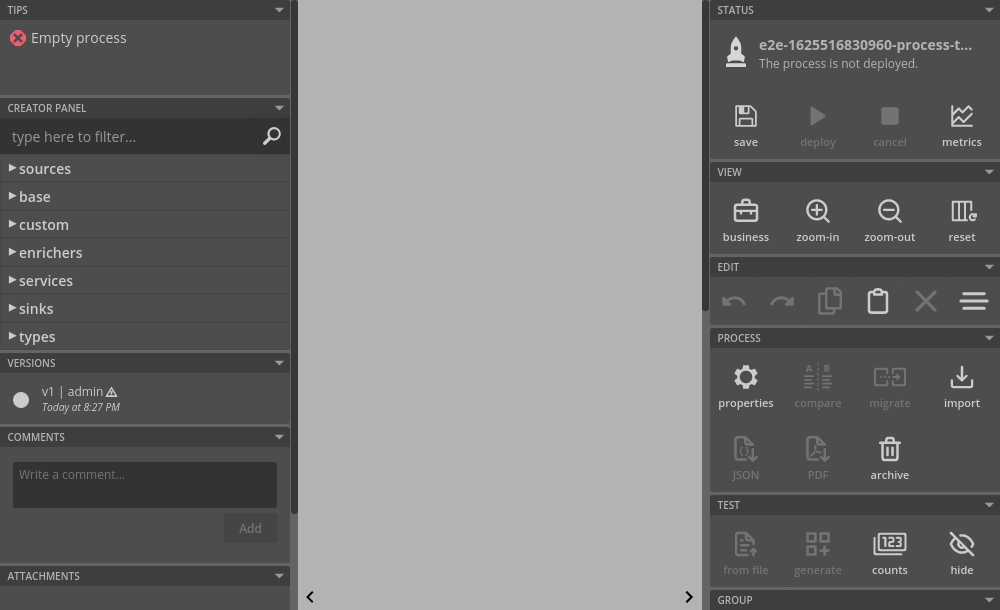 TIPS
Empty process
CREATOR PANEL
type here to filter...
sources
base
custom
enrichers
services
sinks
types
VERSIONS
v1 | admin
Today at 8:27 PM
COMMENTS
Write a comment...
Add
ATTACHMENTS
STATUS
e2e-1625516830960-process-t...
The process is not deployed.
save deploy cancel metrics
VIEW
business zoom-in zoom-out reset
EDIT
PROCESS
A B
properties compare migrate import
JSON PDF archive
TEST
123
from file generate counts hide
GROUP